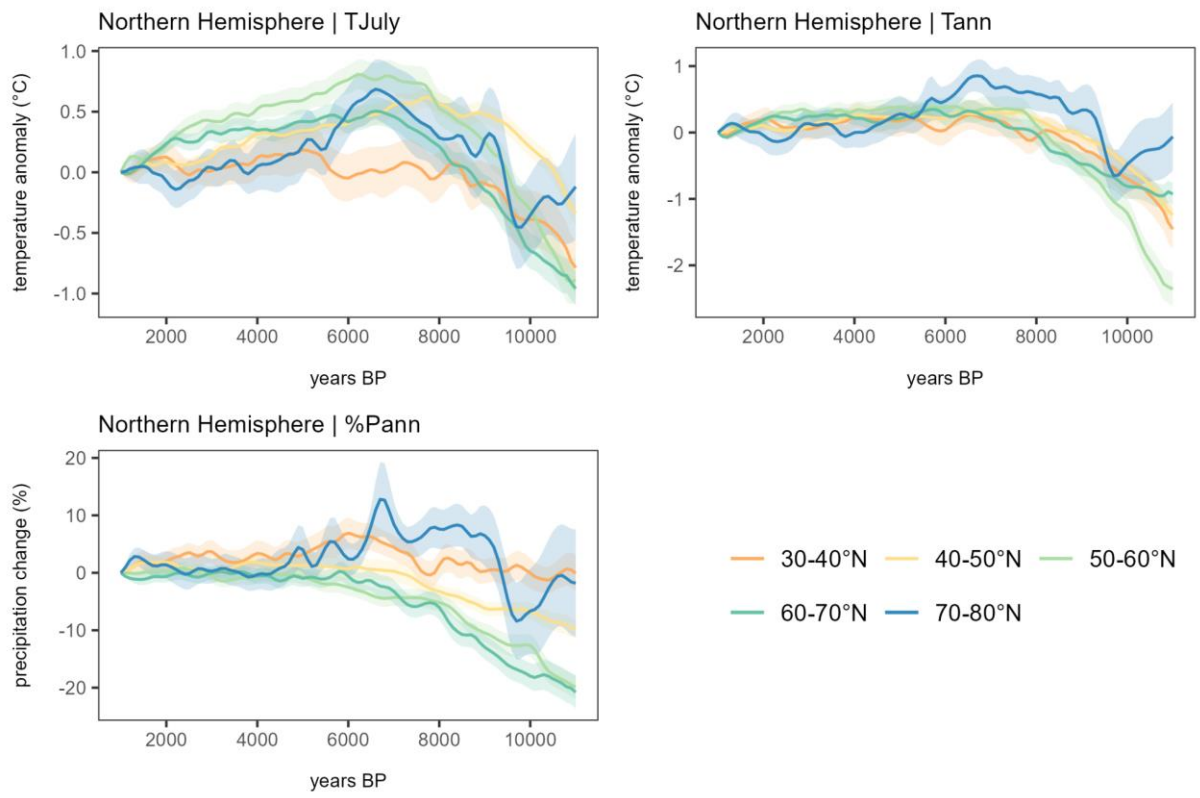 Northern Hemisphere | TJuly
temperature anomaly (°C)
1.0
0.5
0.0
-0.5
-1.0
2000 4000 6000 8000 10000
years BP
Northern Hemisphere | Tann
temperature anomaly (°C)
1
0
-1
-2
2000 4000 6000 8000 10000
years BP
Northern Hemisphere | %Pann
precipitation change (%)
20
10
0
-10
-20
2000 4000 6000 8000 10000
years BP
30-40°N 40-50°N 50-60°N
60-70°N 70-80°N